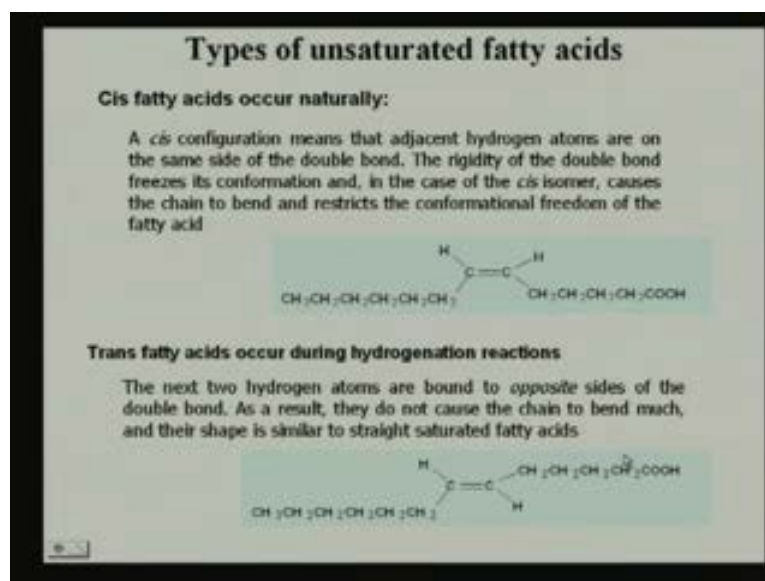 Types of unsaturated fatty acids
Cis fatty acids occur naturally:
A cis configuration means that adjacent hydrogen atoms are on
the same side of the double bond. The rigidity of the double bond
freezes its conformation and, in the case of the cis isomer, causes
the chain to bend and restricts the conformational freedom of the
fatty acid
H H
C=C
CH3CH2CH2CH2CH2CH2 CH2CH2CH2CH2COOH
Trans fatty acids occur during hydrogenation reactions
The next two hydrogen atoms are bound to opposite sides of the
double bond. As a result, they do not cause the chain to bend much,
and their shape is similar to straight saturated fatty acids
H CH2CH2CH2CH2COOH
C=C
H
CH3CH2CH2CH2CH2CH2